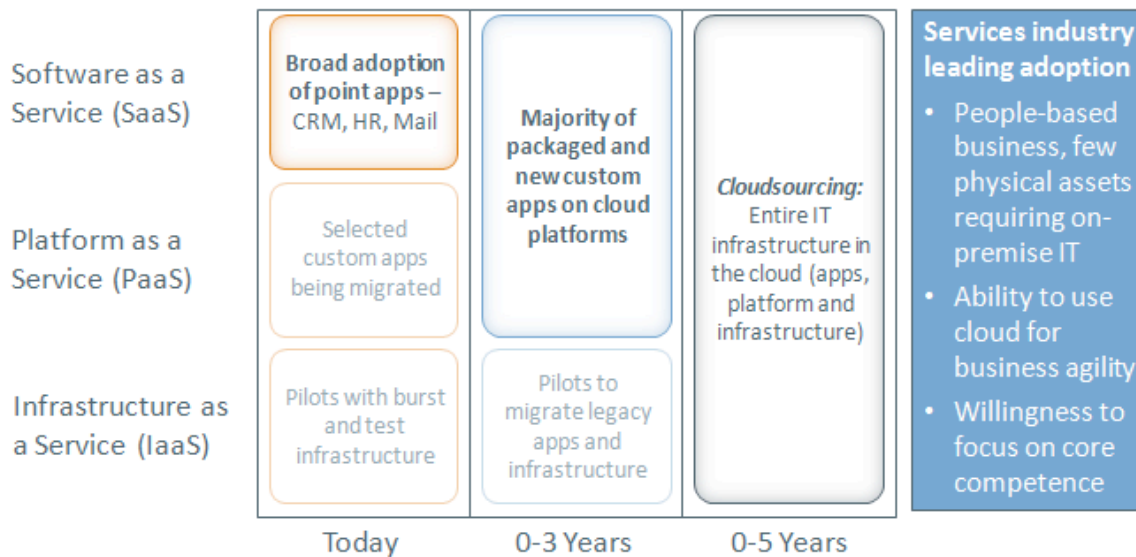 Software as a
Service (SaaS)
Platform as a
Service (PaaS)
Infrastructure as
a Service (IaaS)
Broad adoption
of point apps –
CRM, HR, Mail
Selected
custom apps
being migrated
Pilots with burst
and test
infrastructure
Today
Majority of
packaged and
new custom
apps on cloud
platforms
Pilots to
migrate legacy
apps and
infrastructure
0-3 Years
Cloudsourcing:
Entire IT
infrastructure in
the cloud (apps,
platform and
infrastructure)
0-5 Years
Services industry
leading adoption
• People-based
business, few
physical assets
requiring on-
premise IT
• Ability to use
cloud for
business agility
• Willingness to
focus on core
competence